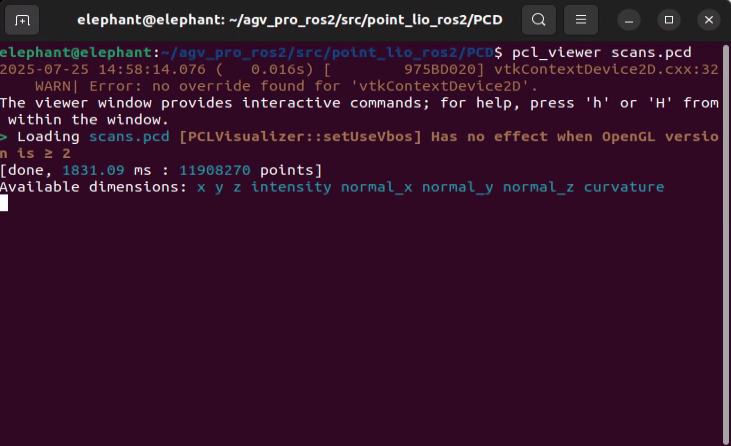 elephant@elephant: ~/agv_pro_ros2/src/point_lio_ros2/PCD
elephant@elephant:~/agv_pro_ros2/src/point_lio_ros2/PCD$ pcl_viewer scans.pcd
2025-07-25 14:58:14.076 (   0.016s) [        975BD020] vtkContextDevice2D.cxx:32
    WARN| Error: no override found for 'vtkContextDevice2D'.
The viewer window provides interactive commands; for help, press 'h' or 'H' from
 within the window.
> Loading scans.pcd [PCLVisualizer::setUseVbos] Has no effect when OpenGL versio
n is ≥ 2
[done, 1831.09 ms : 11908270 points]
Available dimensions: x y z intensity normal_x normal_y normal_z curvature